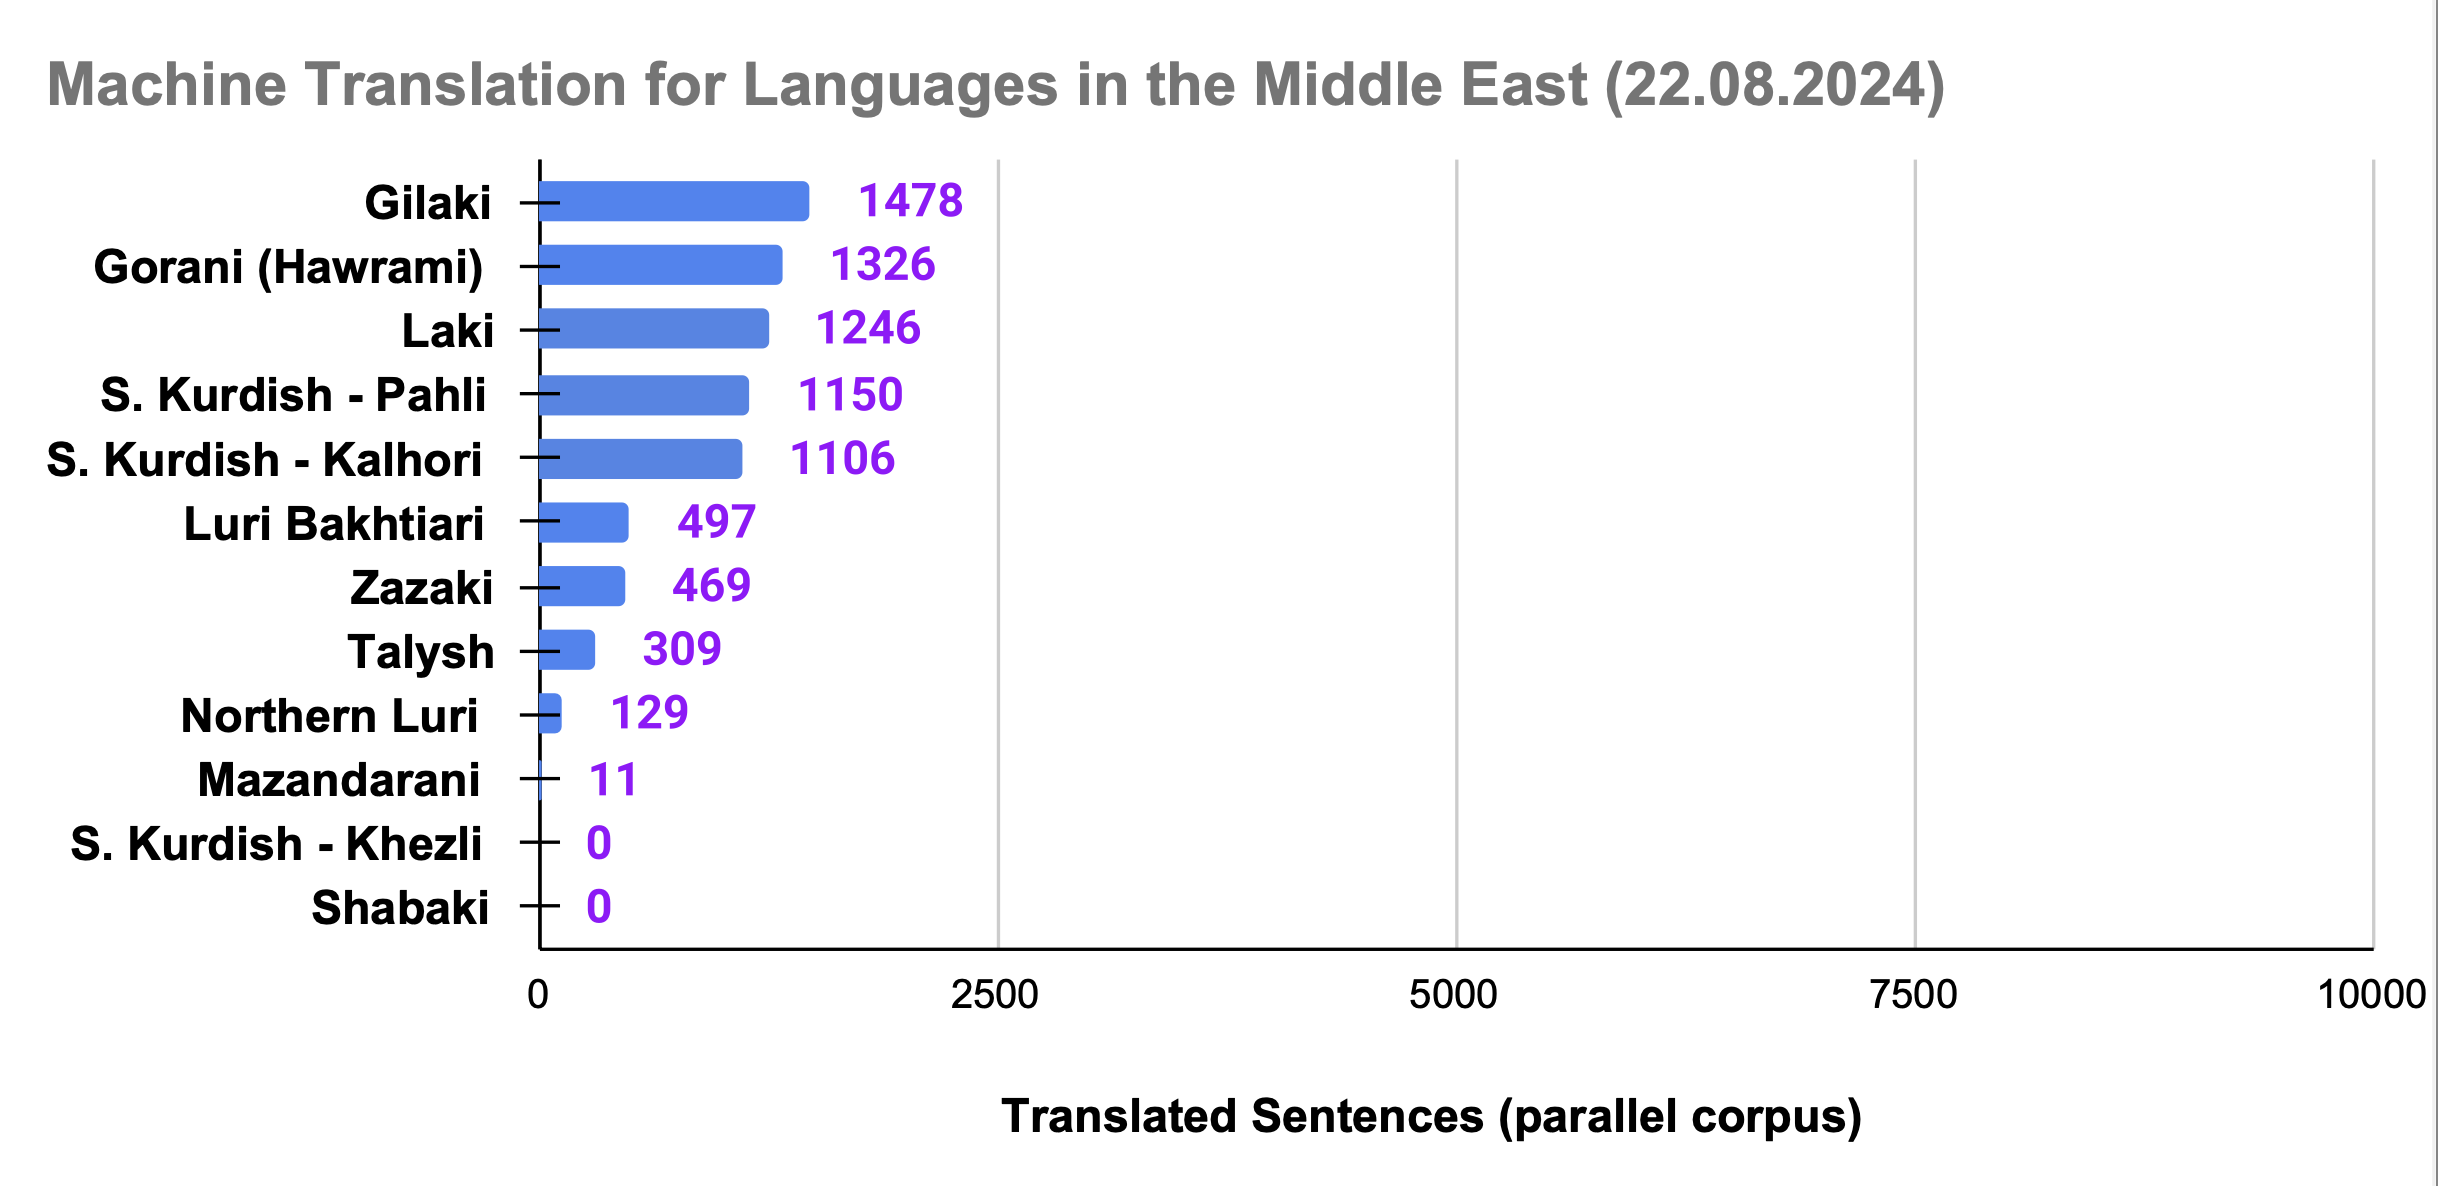 Machine Translation for Languages in the Middle East (22.08.2024)
Gilaki 1478
Gorani (Hawrami) 1326
Laki 1246
S. Kurdish - Pahli 1150
S. Kurdish - Kalhori 1106
Luri Bakhtiari 497
Zazaki 469
Talysh 309
Northern Luri 129
Mazandarani 11
S. Kurdish - Khezli 0
Shabaki 0
0 2500 5000 7500 10000
Translated Sentences (parallel corpus)